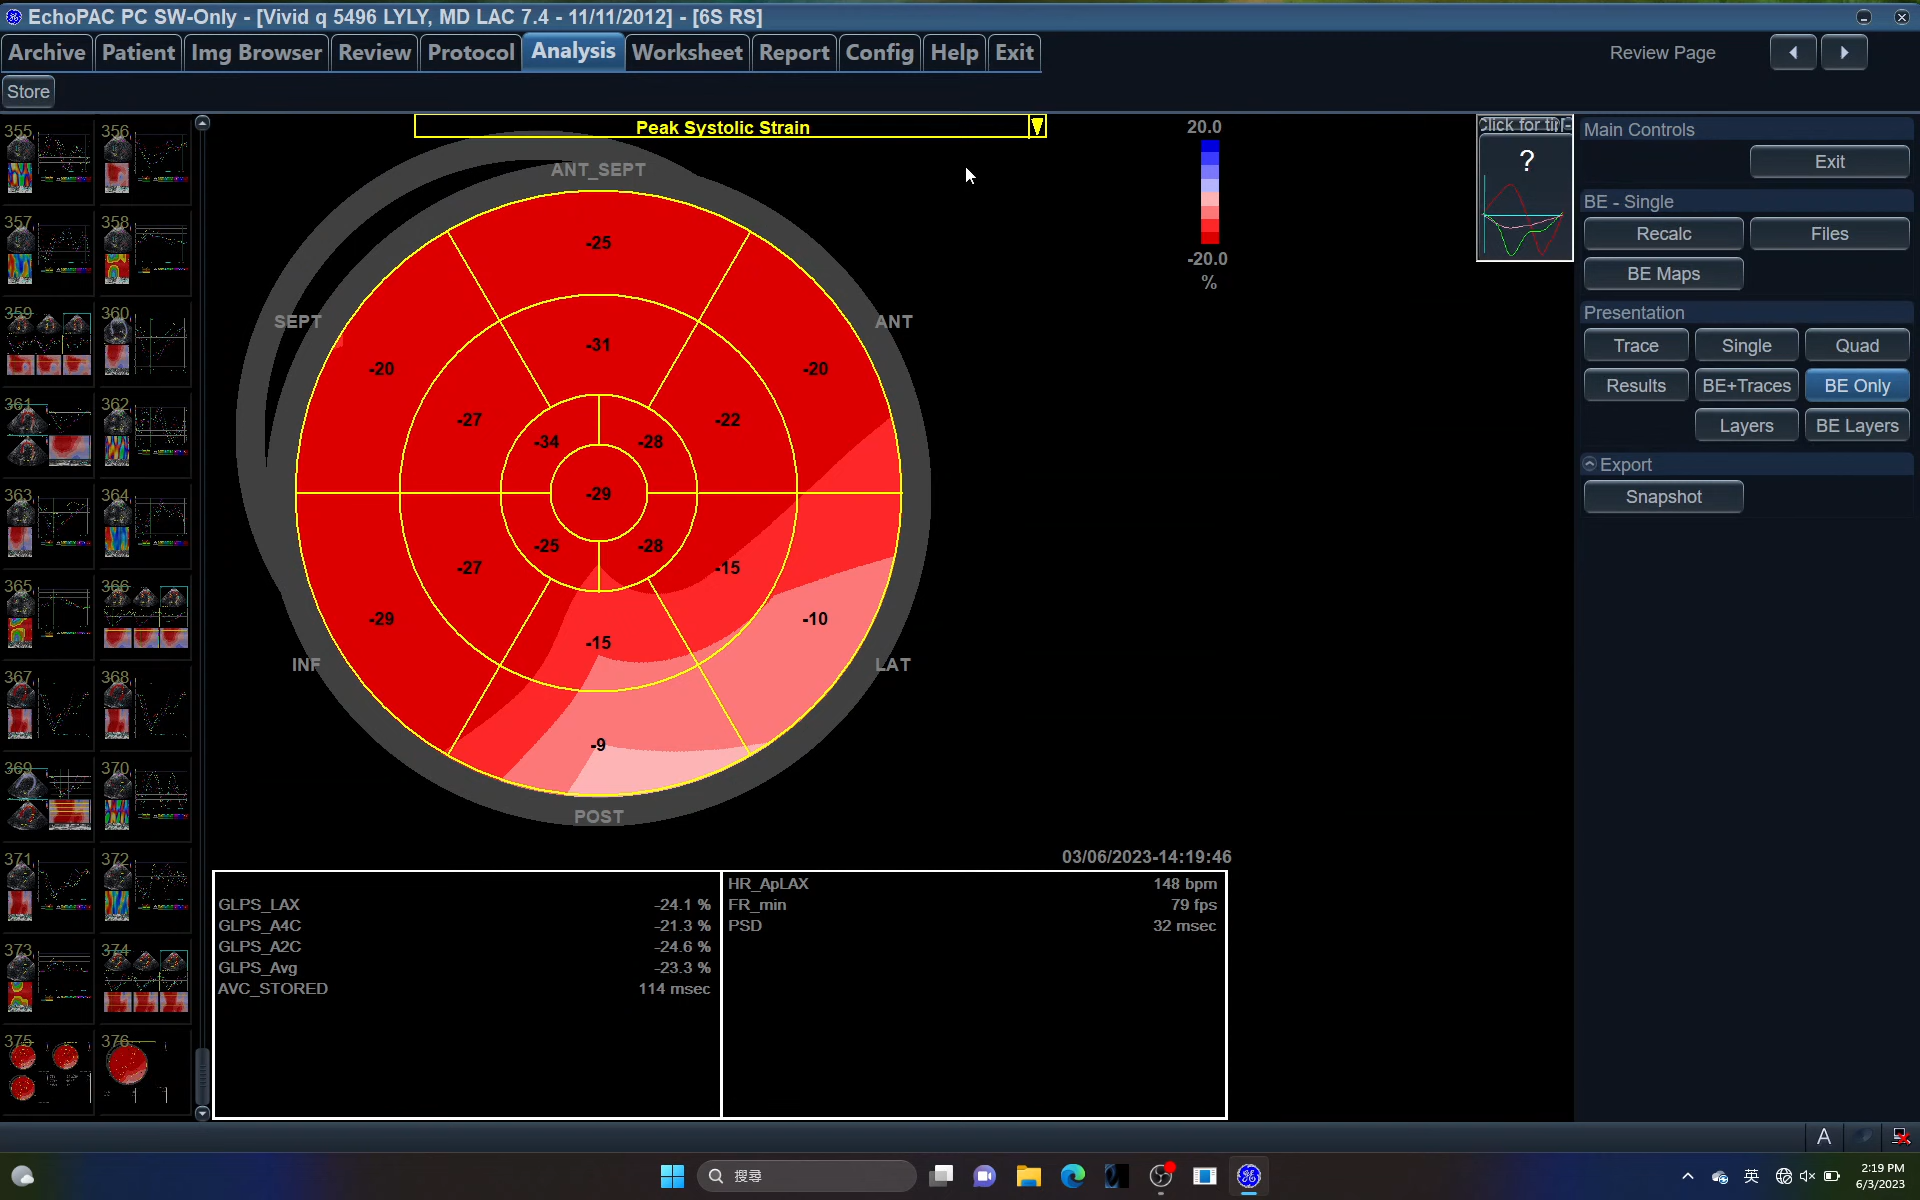 EchoPAC PC SW-Only - [Vivid q 5496 LYLY, MD LAC 7.4 - 11/11/2012] - [6S RS]
Archive Patient Img Browser Review Protocol Analysis Worksheet Report Config Help Exit
Review Page
Store
Peak Systolic Strain
20.0
-20.0
%
?
ANT_SEPT
SEPT
ANT
INF
LAT
POST
-25
-31
-20
-20
-27
-22
-34
-28
-29
-25
-28
-27
-15
-29
-10
-15
-9
355 356
357 358
359 360
361 362
363 364
365 366
367 368
369 370
371 372
373 374
375 376
Main Controls
Exit
BE - Single
Recalc Files
BE Maps
Presentation
Trace Single Quad
Results BE+Traces BE Only
Layers BE Layers
Export
Snapshot
03/06/2023-14:19:46
GLPS_LAX -24.1 %
GLPS_A4C -21.3 %
GLPS_A2C -24.6 %
GLPS_Avg -23.3 %
AVC_STORED 114 msec
HR_ApLAX 148 bpm
FR_min 79 fps
PSD 32 msec
A
搜尋
英
2:19 PM
6/3/2023